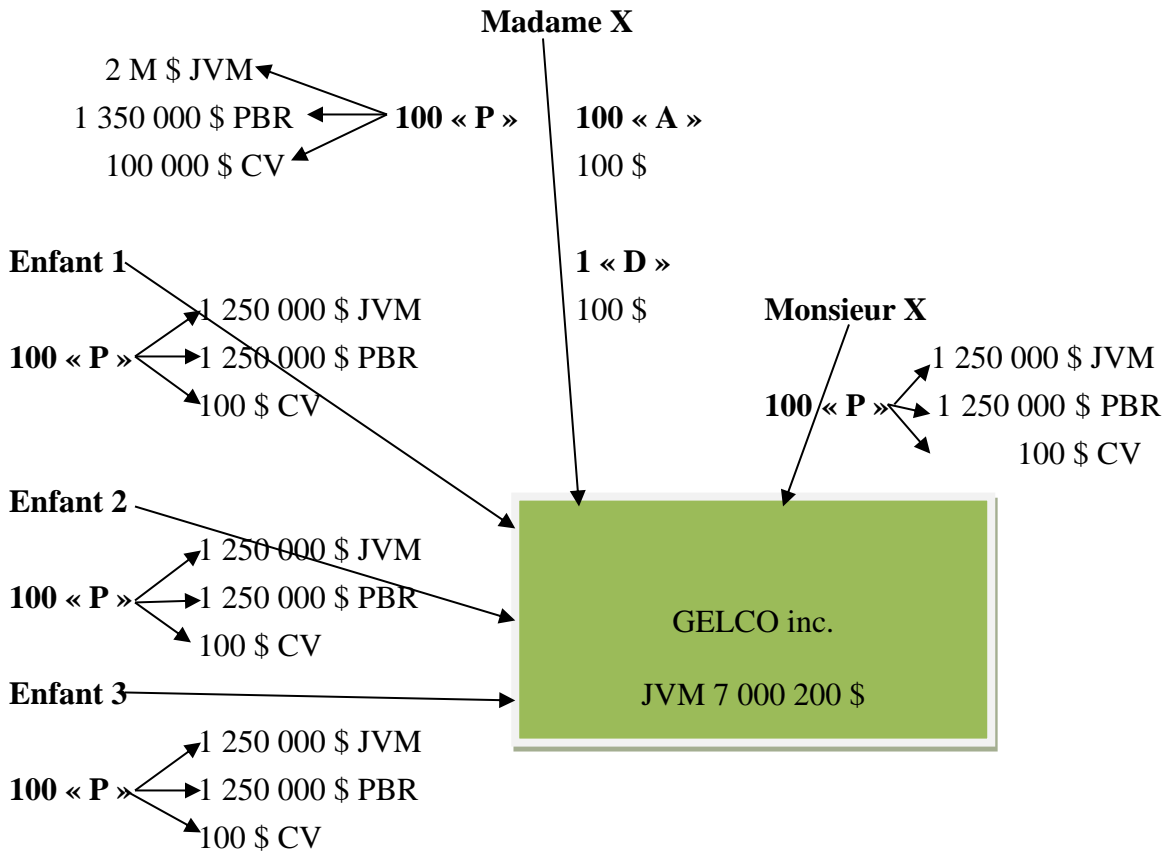 Madame X
2 M $ JVM
1 350 000 $ PBR
100 « P »
100 « A »
100 000 $ CV
100 $
Enfant 1
1 « D »
1 250 000 $ JVM
100 $
Monsieur X
100 « P »
1 250 000 $ PBR
1 250 000 $ JVM
100 $ CV
100 « P »
1 250 000 $ PBR
100 $ CV
Enfant 2
1 250 000 $ JVM
100 « P »
1 250 000 $ PBR
GELCO inc.
100 $ CV
Enfant 3
JVM 7 000 200 $
1 250 000 $ JVM
100 « P »
1 250 000 $ PBR
100 $ CV